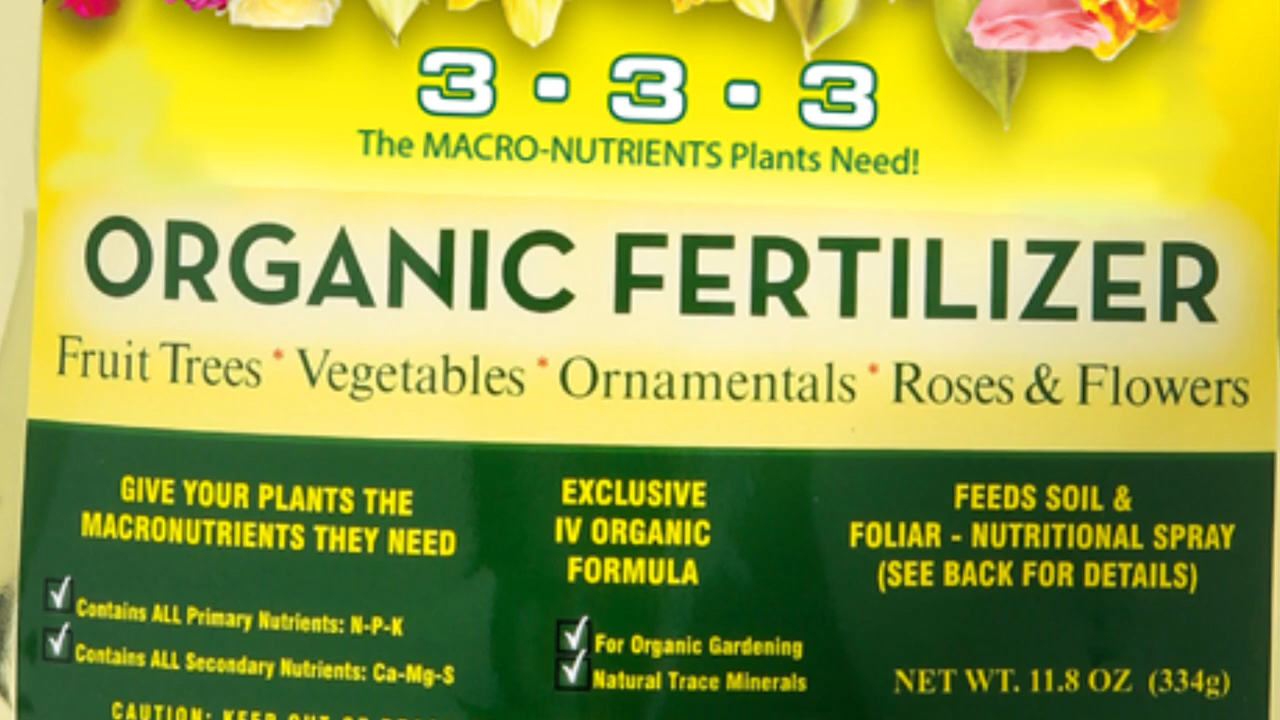 3 · 3 · 3
The MACRO-NUTRIENTS Plants Need!
ORGANIC FERTILIZER
Fruit Trees * Vegetables * Ornamentals * Roses & Flowers
GIVE YOUR PLANTS THE
MACRONUTRIENTS THEY NEED
Contains ALL Primary Nutrients: N-P-K
Contains ALL Secondary Nutrients: Ca-Mg-S
CAUTION: KEEP OUT OF
EXCLUSIVE
IV ORGANIC
FORMULA
For Organic Gardening
Natural Trace Minerals
FEEDS SOIL &
FOLIAR - NUTRITIONAL SPRAY
(SEE BACK FOR DETAILS)
NET WT. 11.8 OZ (334g)